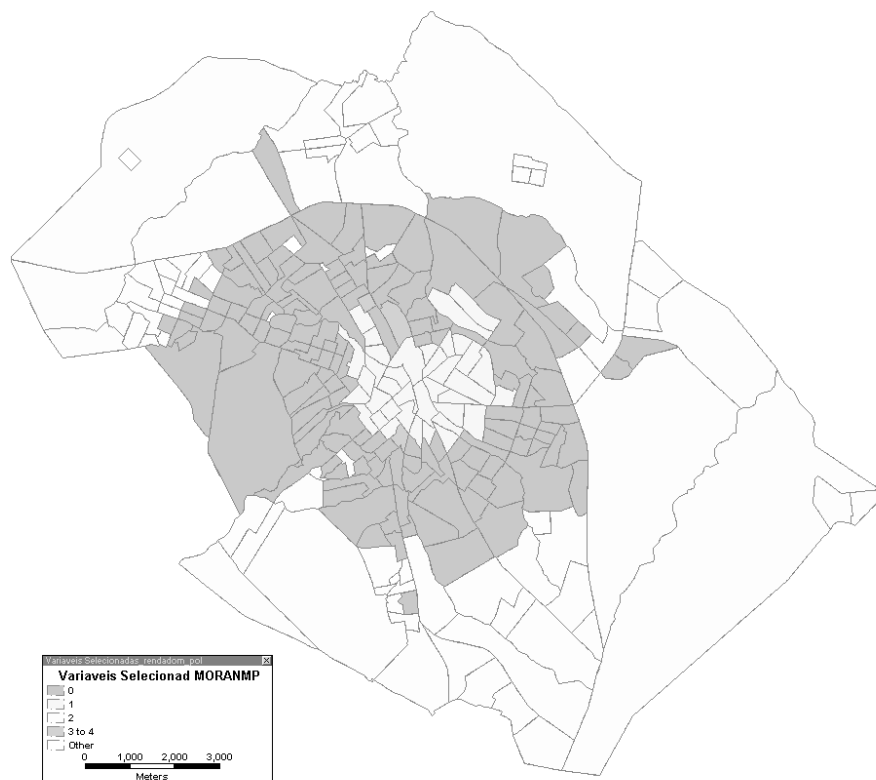 Variaveis Selecionadas_rendadom_pol
Variaveis Selecionad MORANMP
0
1
2
3 to 4
Other
0 1,000 2,000 3,000
Meters